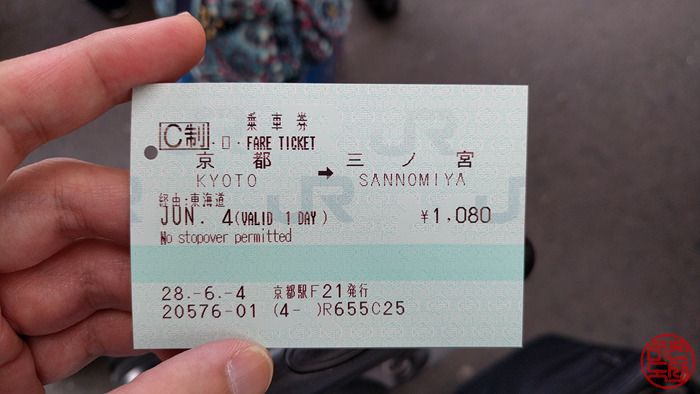 乗車券
C制 ・□・FARE TICKET
京都 → 三ノ宮
KYOTO SANNOMIYA
経由:東海道
JUN. 4(VALID 1 DAY) ¥1,080
No stopover permitted
28.-6.-4 京都駅F21発行
20576-01 (4- )R655C25